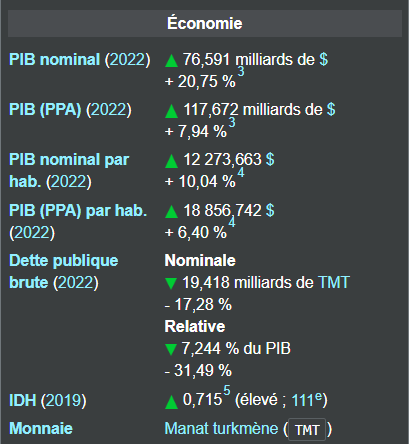 Économie
PIB nominal (2022)
▲ 76,591 milliards de $
+ 20,75 %3
PIB (PPA) (2022)
▲ 117,672 milliards de $
+ 7,94 %3
PIB nominal par
hab. (2022)
▲ 12 273,663 $
+ 10,04 %4
PIB (PPA) par hab.
(2022)
▲ 18 856,742 $
+ 6,40 %4
Dette publique
brute (2022)
Nominale
▼ 19,418 milliards de TMT
- 17,28 %
Relative
▼ 7,244 % du PIB
- 31,49 %
IDH (2019)
▲ 0,7155 (élevé ; 111e)
Monnaie
Manat turkmène (TMT)